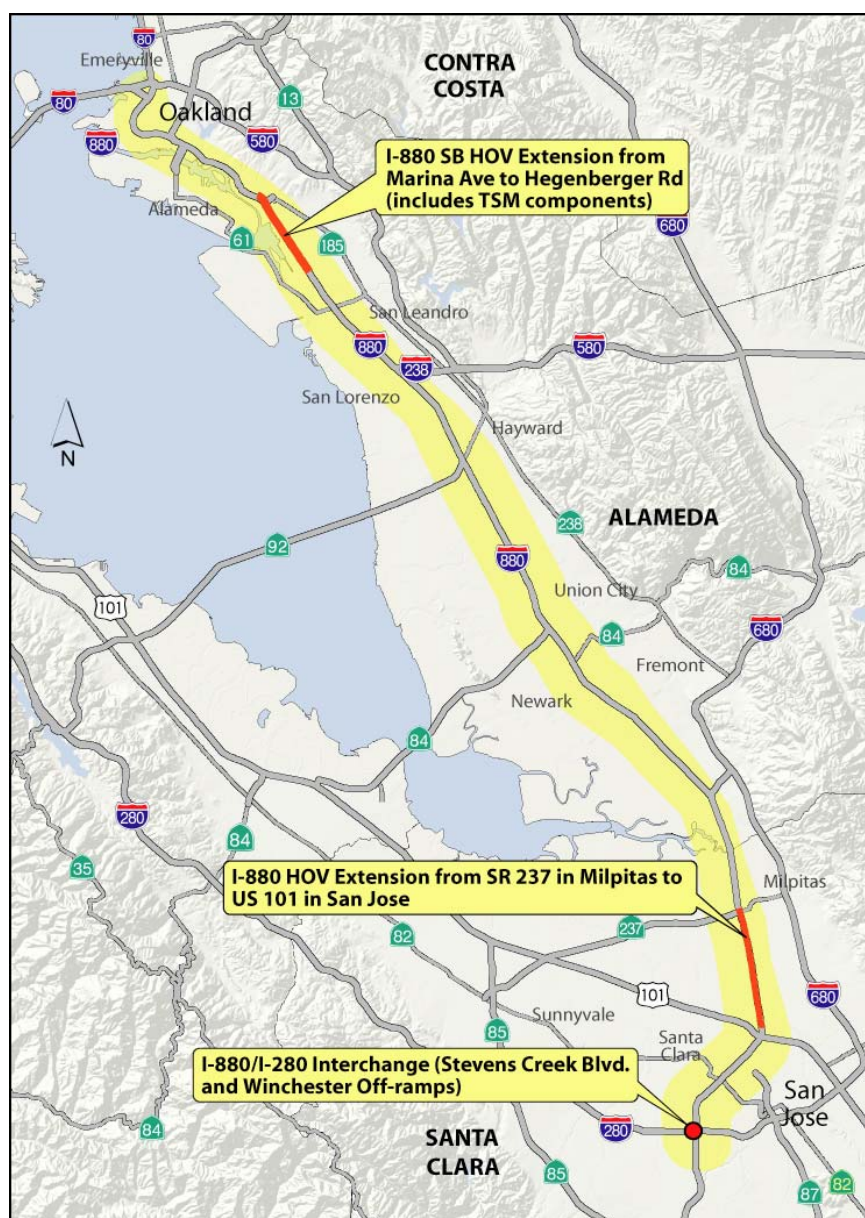 80
Emeryville
CONTRA
COSTA
80
13
Oakland
880
580
I-880 SB HOV Extension from
Marina Ave to Hegenberger Rd
(includes TSM components)
680
Alameda
61
185
San Leandro
880
580
238
San Lorenzo
Hayward
N
ALAMEDA
238
92
880
84
101
Union City
84
680
Fremont
Newark
84
280
84
35
I-880 HOV Extension from SR 237 in Milpitas to
US 101 in San Jose
Milpitas
237
82
101
680
Sunnyvale
85
Santa
Clara
I-880/I-280 Interchange (Stevens Creek Blvd.
and Winchester Off-ramps)
San
Jose
84
280
SANTA
CLARA
85
87
82